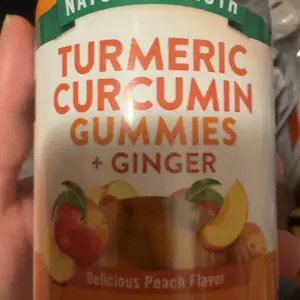 TURMERIC
CURCUMIN
GUMMIES
+ GINGER
Delicious Peach Flavor